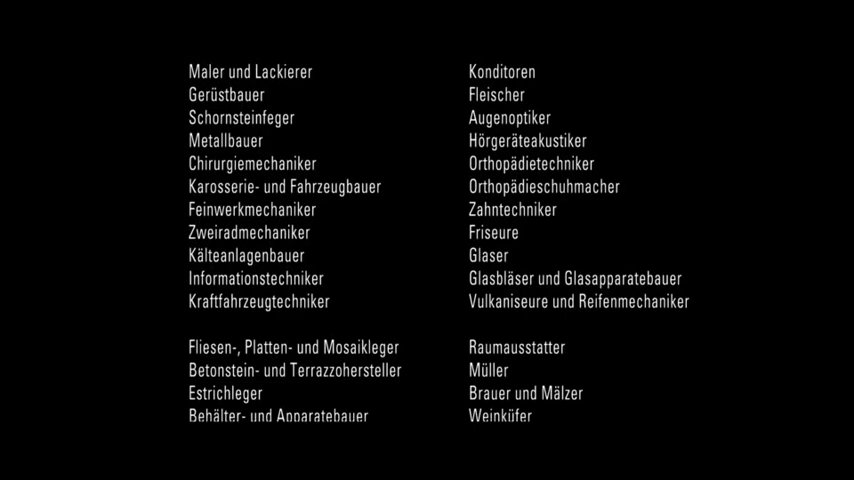 Maler und Lackierer
Gerüstbauer
Schornsteinfeger
Metallbauer
Chirurgiemechaniker
Karosserie- und Fahrzeugbauer
Feinwerkmechaniker
Zweiradmechaniker
Kälteanlagenbauer
Informationstechniker
Kraftfahrzeugtechniker
Fliesen-, Platten- und Mosaikleger
Betonstein- und Terrazzohersteller
Estrichleger
Behälter- und Apparatebauer
Konditoren
Fleischer
Augenoptiker
Hörgeräteakustiker
Orthopädietechniker
Orthopädieschuhmacher
Zahntechniker
Friseure
Glaser
Glasbläser und Glasapparatebauer
Vulkaniseure und Reifenmechaniker
Raumausstatter
Müller
Brauer und Mälzer
Weinküfer